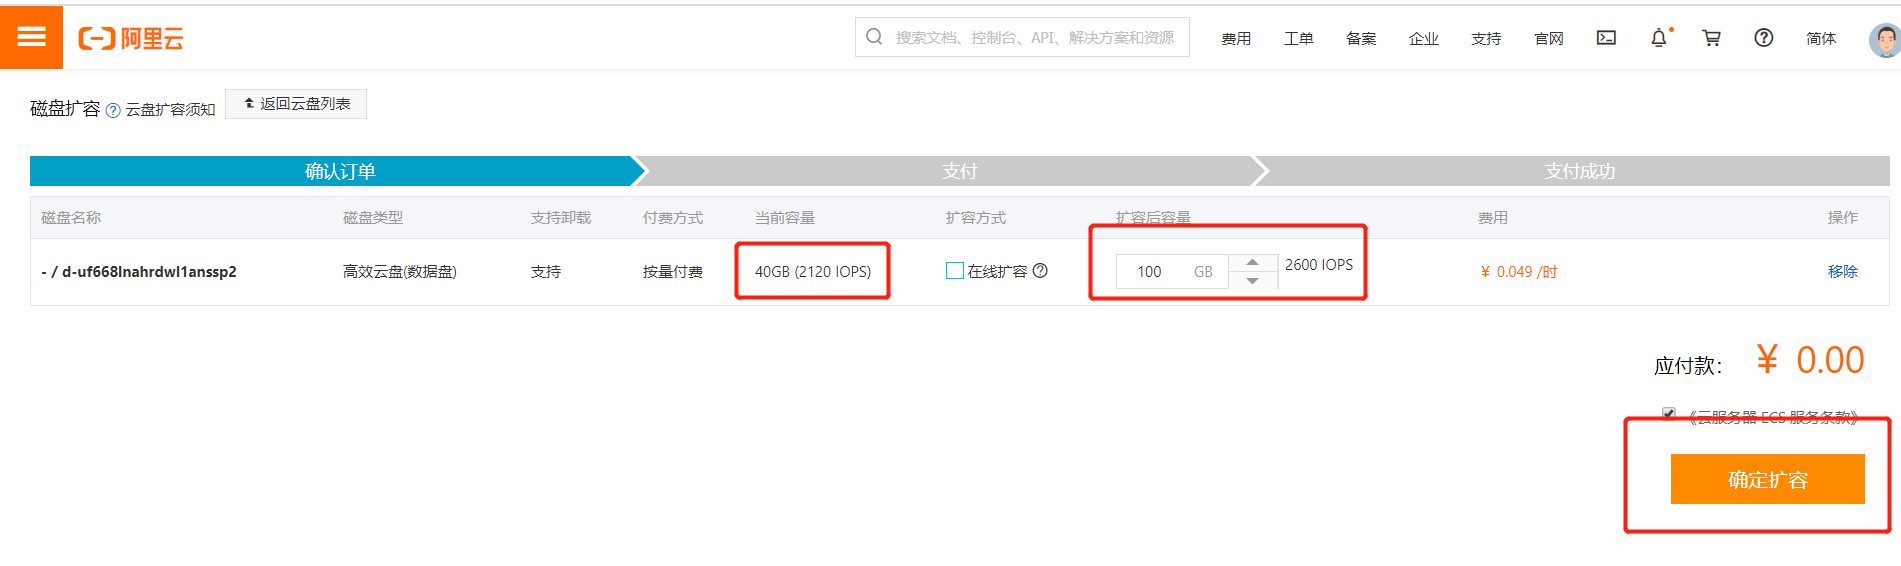 阿里云
搜索文档、控制台、API、解决方案和资源
费用 工单 备案 企业 支持 官网 简体
磁盘扩容 云盘扩容须知 返回云盘列表
确认订单 支付 支付成功
磁盘名称 磁盘类型 支持卸载 付费方式 当前容量 扩容方式 扩容后容量 费用 操作
- / d-uf668lnahrdwl1anssp2 高效云盘(数据盘) 支持 按量付费 40GB (2120 IOPS) 在线扩容 100 GB 2600 IOPS ¥ 0.049 /时 移除
应付款: ¥ 0.00
《云服务器 ECS 服务条款》
确定扩容